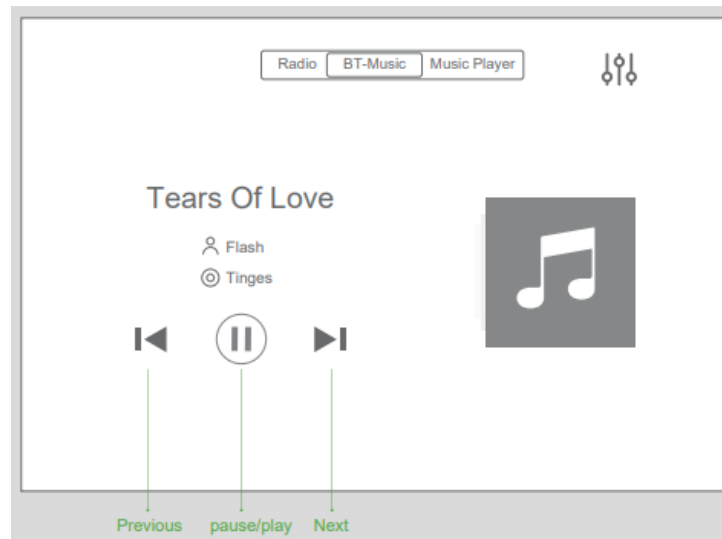 Radio BT-Music Music Player
Tears Of Love
Flash
Tinges
Previous pause/play Next